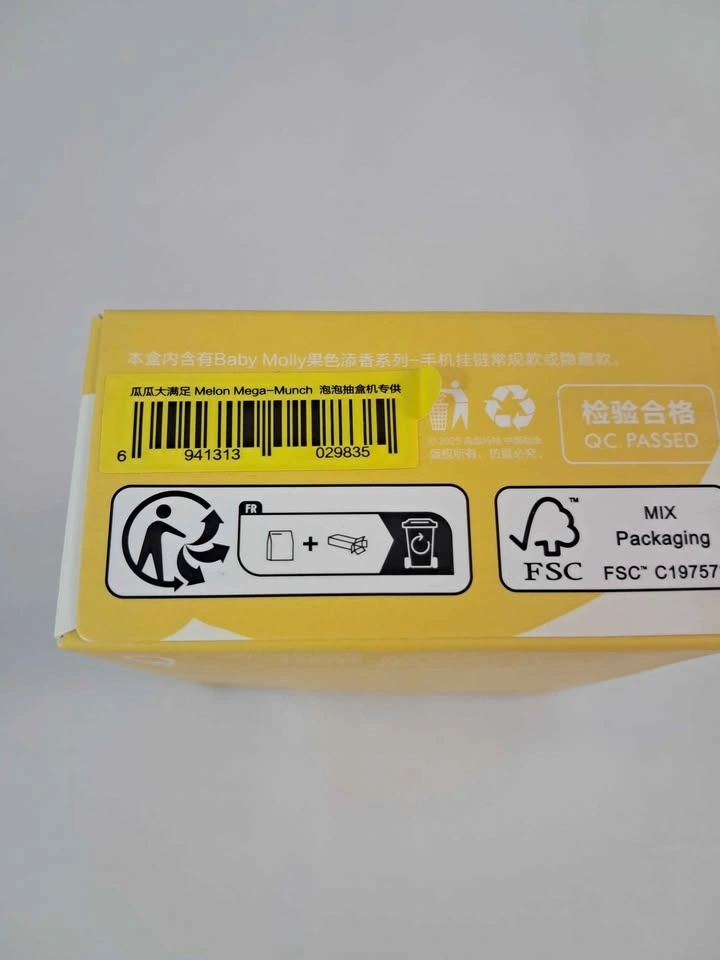 本盒内含有Baby Molly果色添香系列-手机挂链常规款或隐藏款。
瓜瓜大满足 Melon Mega-Munch 泡泡抽盒机专供
6 941313 029835
© 2025
版权所有，仿冒必究。
检验合格
QC PASSED
FR
MIX
Packaging
FSC
FSC™ C19757